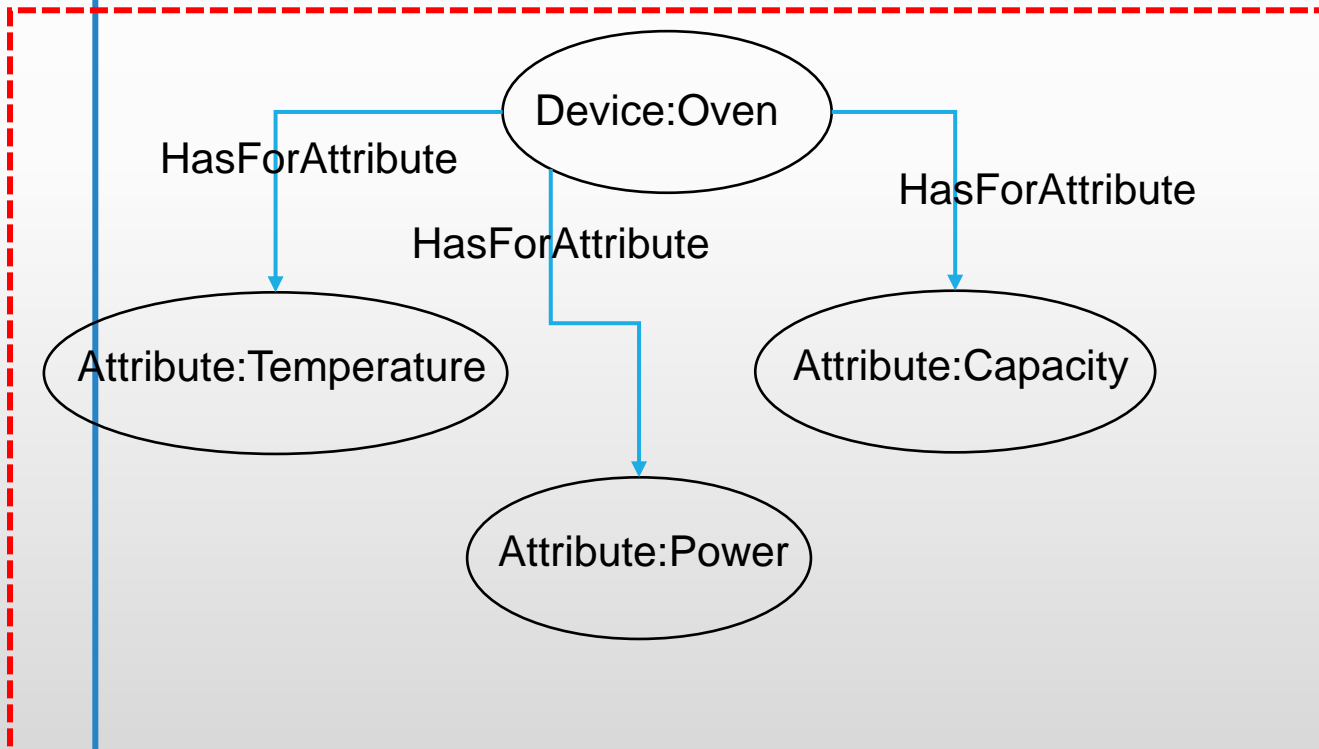 Device:Oven
HasForAttribute
HasForAttribute
HasForAttribute
Attribute:Temperature
Attribute:Capacity
Attribute:Power